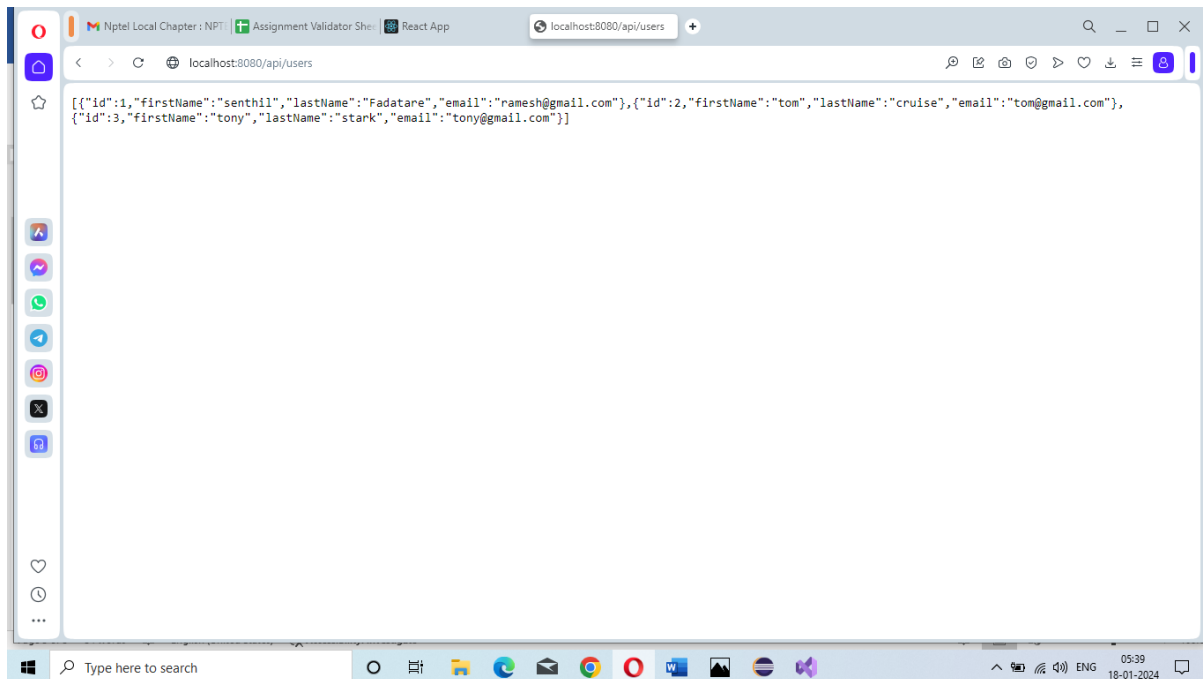 Nptel Local Chapter : NPT
Assignment Validator Shee
React App
localhost:8080/api/users
localhost:8080/api/users
[{"id":1,"firstName":"senthil","lastName":"Fadatare","email":"ramesh@gmail.com"},{"id":2,"firstName":"tom","lastName":"cruise","email":"tom@gmail.com"},
{"id":3,"firstName":"tony","lastName":"stark","email":"tony@gmail.com"}]
Type here to search
ENG
05:39
18-01-2024